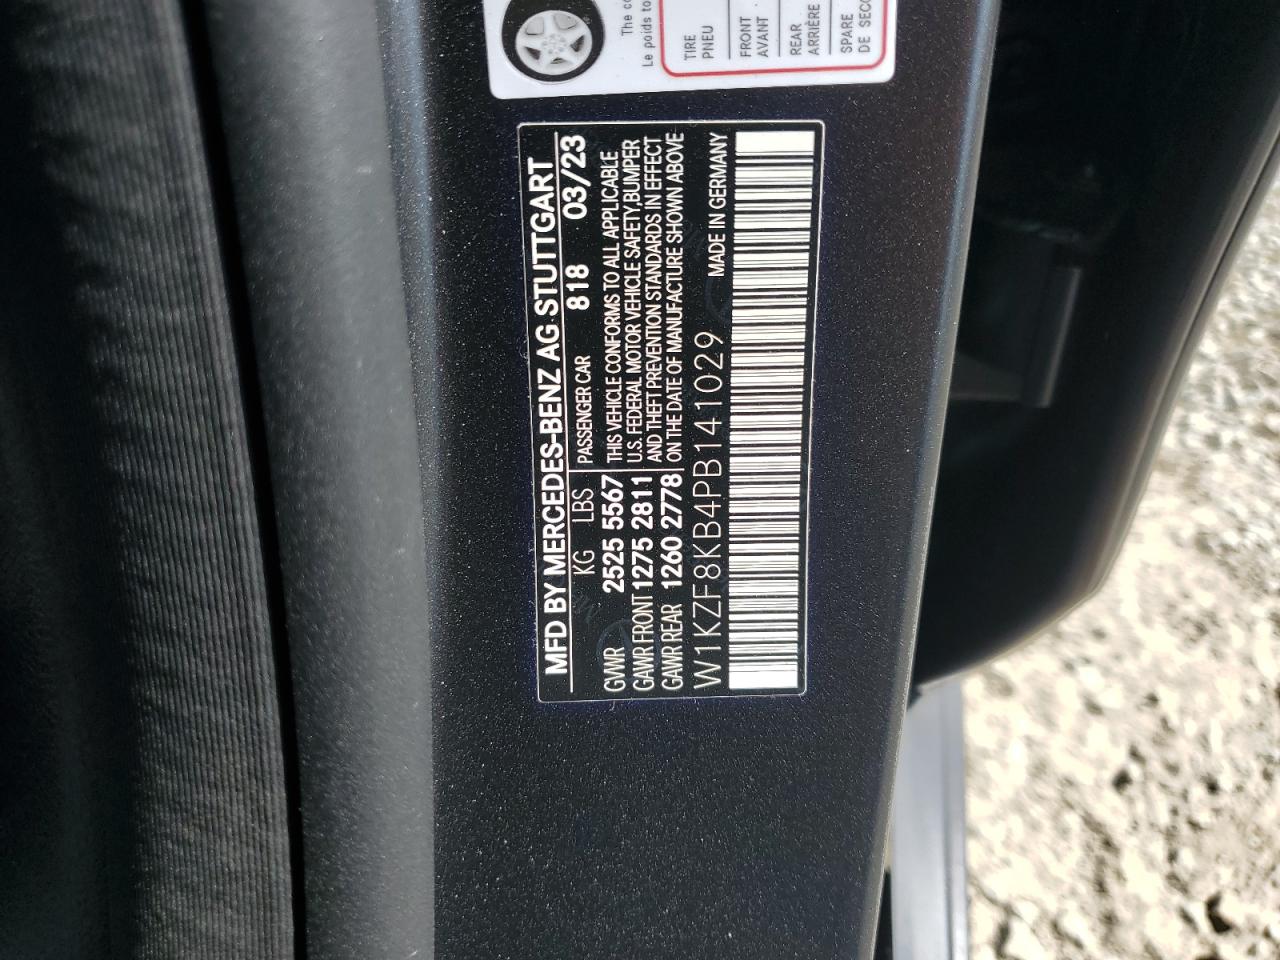 MFD BY MERCEDES-BENZ AG STUTTGART
KG LBS PASSENGER CAR 818 03/23
GVWR 2525 5567 THIS VEHICLE CONFORMS TO ALL APPLICABLE
GAWR FRONT 1275 2811 U.S. FEDERAL MOTOR VEHICLE SAFETY, BUMPER
AND THEFT PREVENTION STANDARDS IN EFFECT
GAWR REAR 1260 2778 ON THE DATE OF MANUFACTURE SHOWN ABOVE
W1KZF8KB4PB141029 MADE IN GERMANY
The
Le poids
TIRE
PNEU
FRONT
AVANT
REAR
ARRIÈRE
SPARE
DE